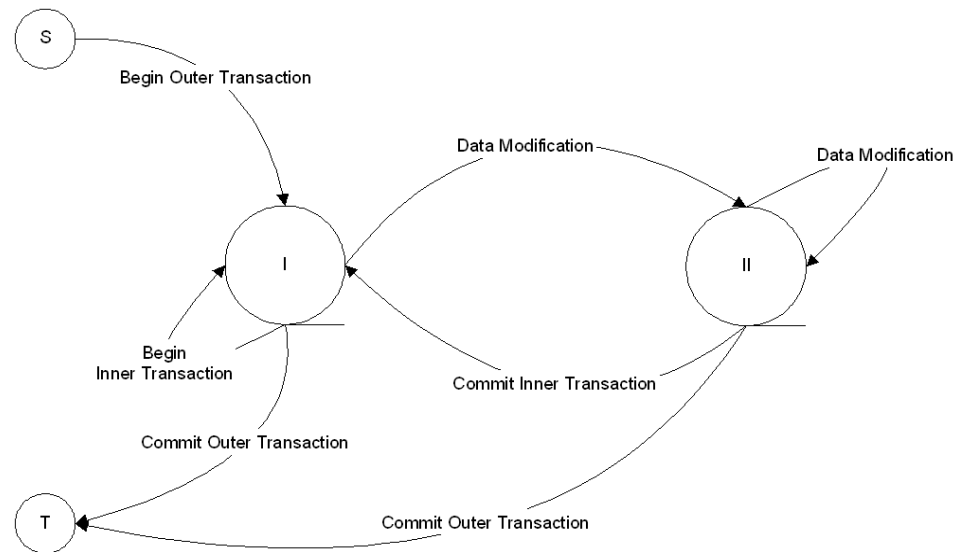 S
Begin Outer Transaction
Data Modification
Data Modification
I
II
Begin
Inner Transaction
Commit Inner Transaction
Commit Outer Transaction
T
Commit Outer Transaction